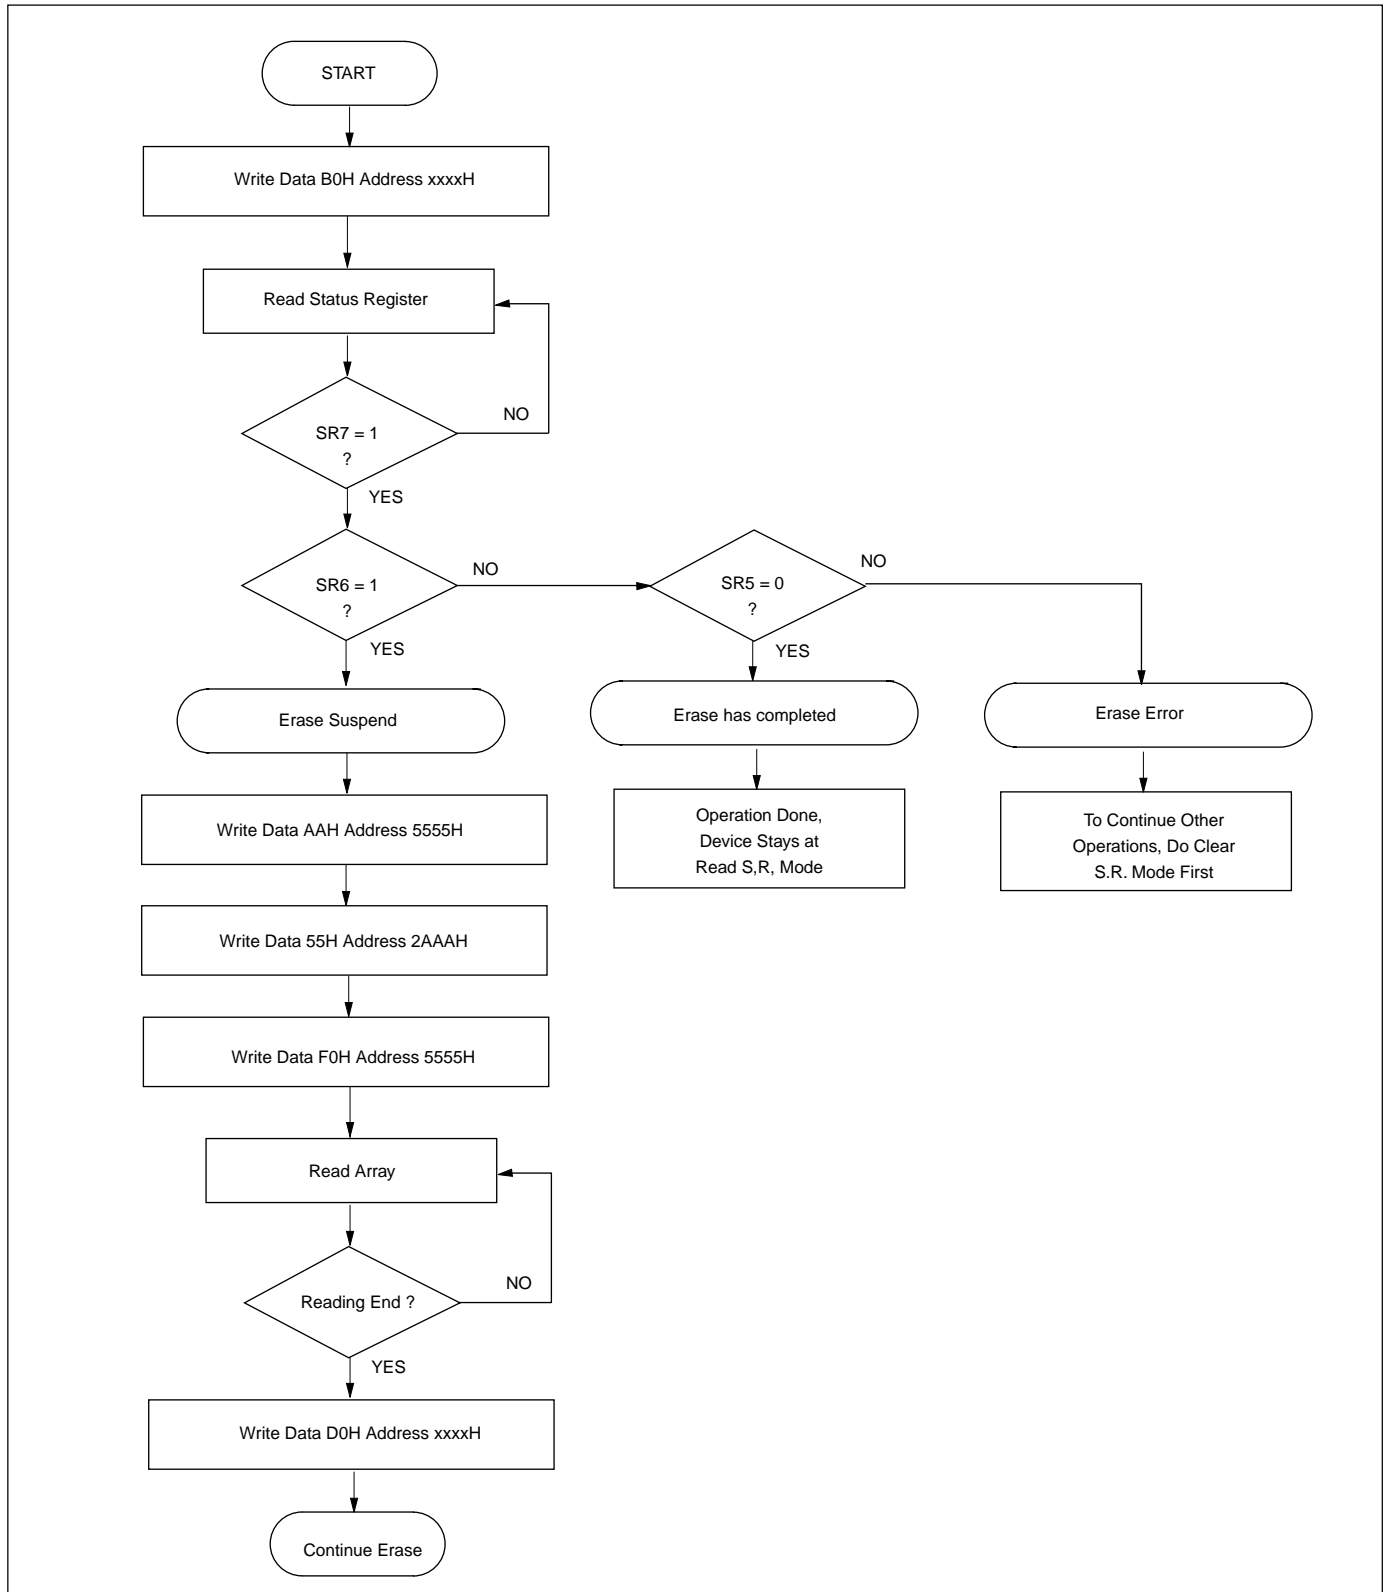 START
Write Data B0H Address xxxxH
Read Status Register
NO
SR7 = 1
?
YES
NO
SR6 = 1
?
YES
NO
SR5 = 0
?
YES
Erase Suspend
Erase has completed
Erase Error
Write Data AAH Address 5555H
Operation Done,
Device Stays at
Read S,R, Mode
To Continue Other
Operations, Do Clear
S.R. Mode First
Write Data 55H Address 2AAAH
Write Data F0H Address 5555H
Read Array
NO
Reading End ?
YES
Write Data D0H Address xxxxH
Continue Erase